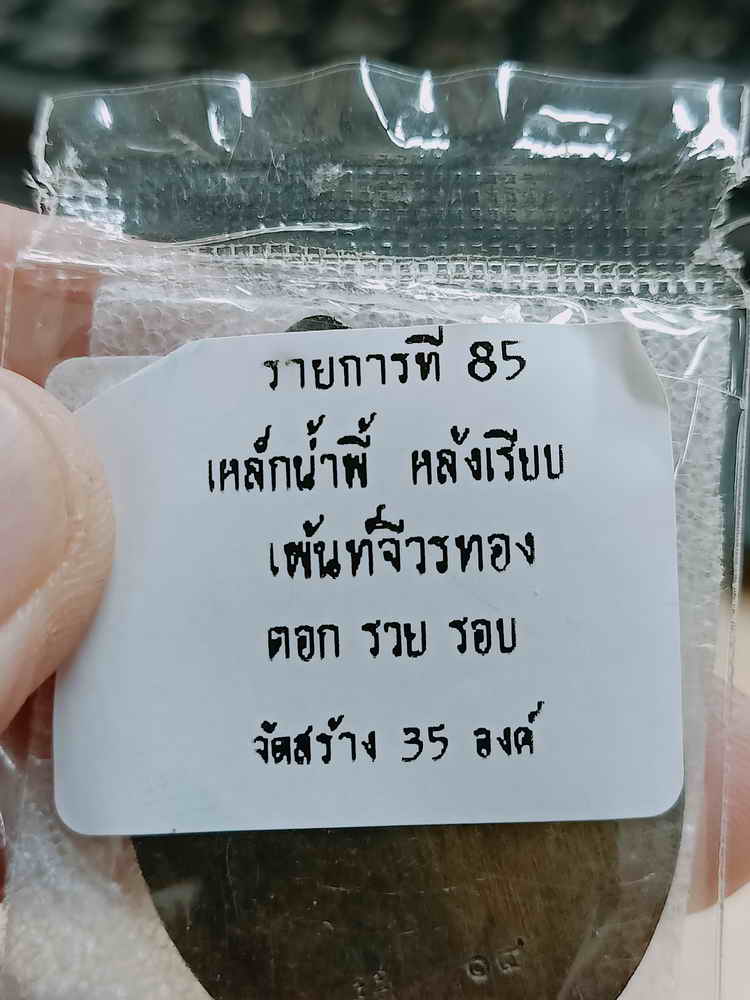 รายการที่ 85
เหล็กน้ำพี้ หลังเรียบ
เพ้นท์จีวรทอง
ตอก รวย รอบ
จัดสร้าง 35 องค์